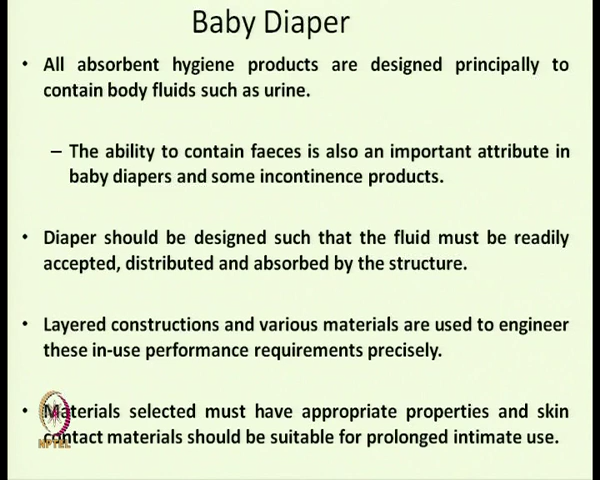 Baby Diaper
• All absorbent hygiene products are designed principally to
contain body fluids such as urine.
– The ability to contain faeces is also an important attribute in
baby diapers and some incontinence products.
• Diaper should be designed such that the fluid must be readily
accepted, distributed and absorbed by the structure.
• Layered constructions and various materials are used to engineer
these in-use performance requirements precisely.
• Materials selected must have appropriate properties and skin
contact materials should be suitable for prolonged intimate use.
NPTEL